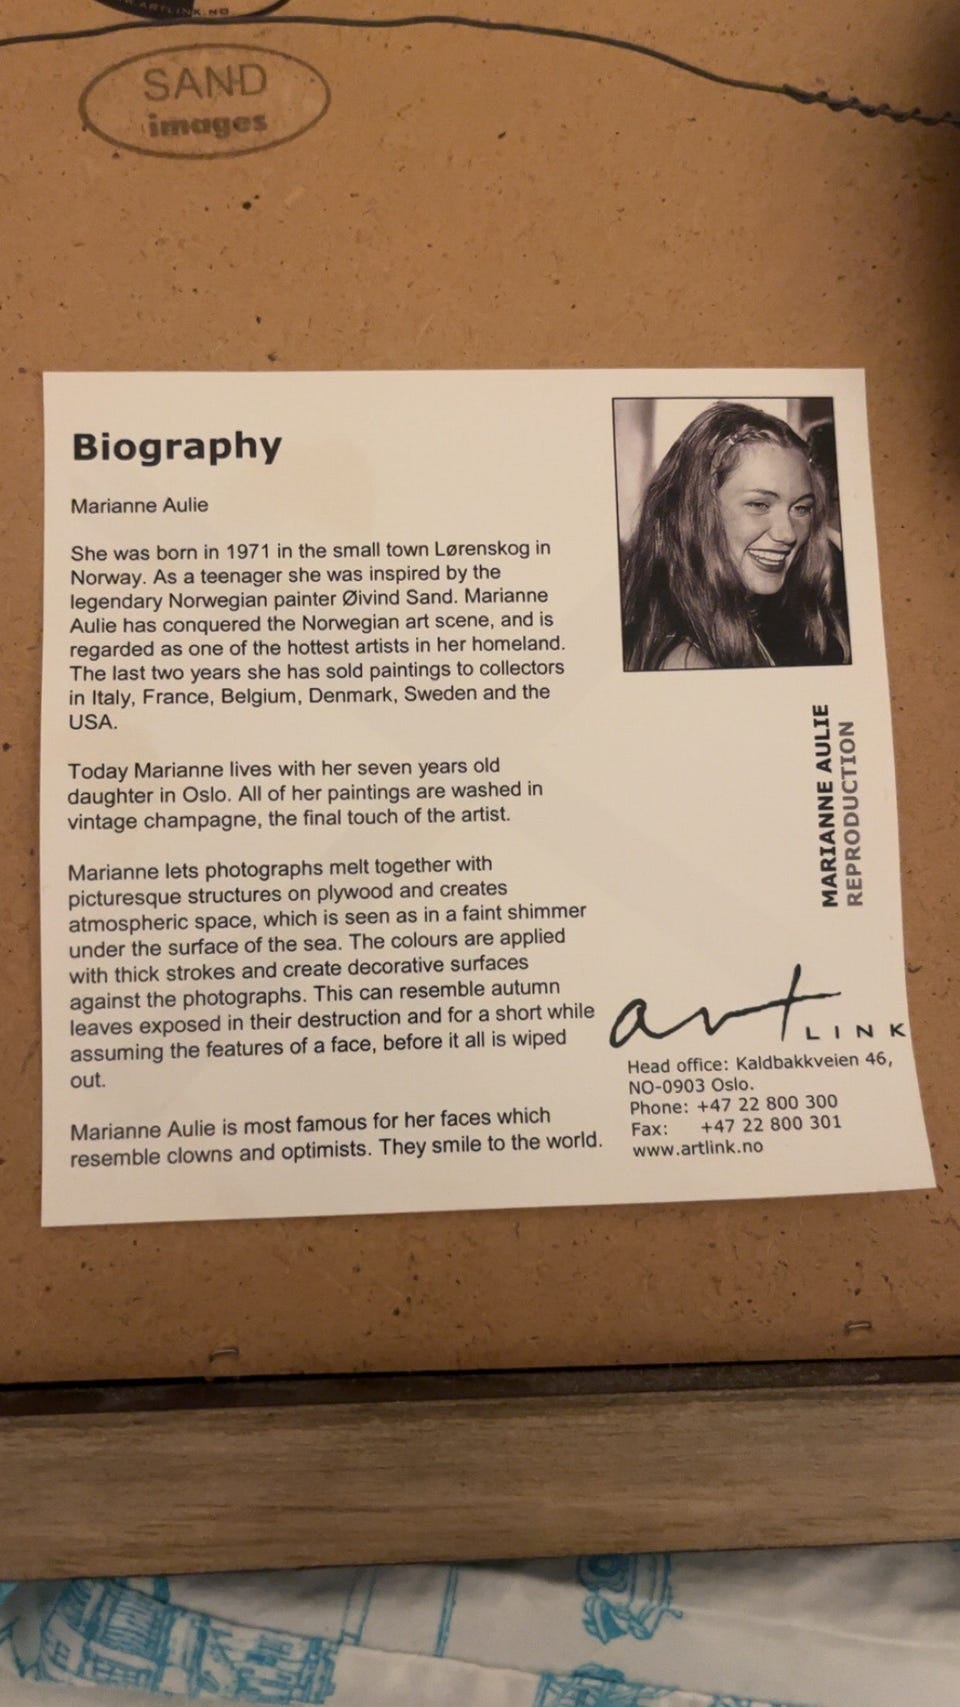 ARTLINK.NO
SAND
images
Biography
Marianne Aulie
She was born in 1971 in the small town Lørenskog in
Norway. As a teenager she was inspired by the
legendary Norwegian painter Øivind Sand. Marianne
Aulie has conquered the Norwegian art scene, and is
regarded as one of the hottest artists in her homeland.
The last two years she has sold paintings to collectors
in Italy, France, Belgium, Denmark, Sweden and the
USA.
Today Marianne lives with her seven years old
daughter in Oslo. All of her paintings are washed in
vintage champagne, the final touch of the artist.
Marianne lets photographs melt together with
picturesque structures on plywood and creates
atmospheric space, which is seen as in a faint shimmer
under the surface of the sea. The colours are applied
with thick strokes and create decorative surfaces
against the photographs. This can resemble autumn
leaves exposed in their destruction and for a short while
assuming the features of a face, before it all is wiped
out.
Marianne Aulie is most famous for her faces which
resemble clowns and optimists. They smile to the world.
MARIANNE AULIE
REPRODUCTION
art LINK
Head office: Kaldbakkveien 46,
NO-0903 Oslo.
Phone: +47 22 800 300
Fax: +47 22 800 301
www.artlink.no